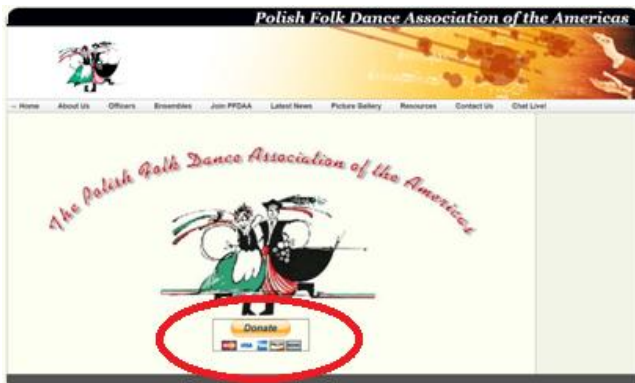 Polish Folk Dance Association of the Americas
Home About Us Officers Ensembles Join PFDAA Latest News Picture Gallery Resources Contact Us Chat Live!
The Polish Folk Dance Association of the Americas
Donate
VISA